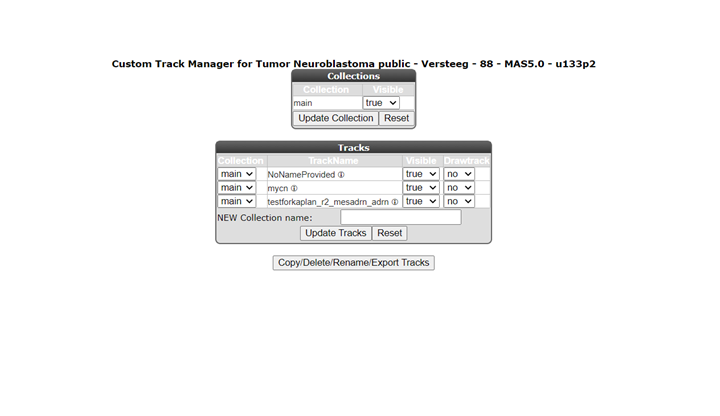 Custom Track Manager for Tumor Neuroblastoma public - Versteeg - 88 - MAS5.0 - u133p2
Collections
Collection Visible
main true
Update Collection Reset
Tracks
Collection TrackName Visible Drawtrack
main NoNameProvided true no
main mycn true no
main testforkaplan_r2_mesadrn_adrn true no
NEW Collection name:
Update Tracks Reset
Copy/Delete/Rename/Export Tracks